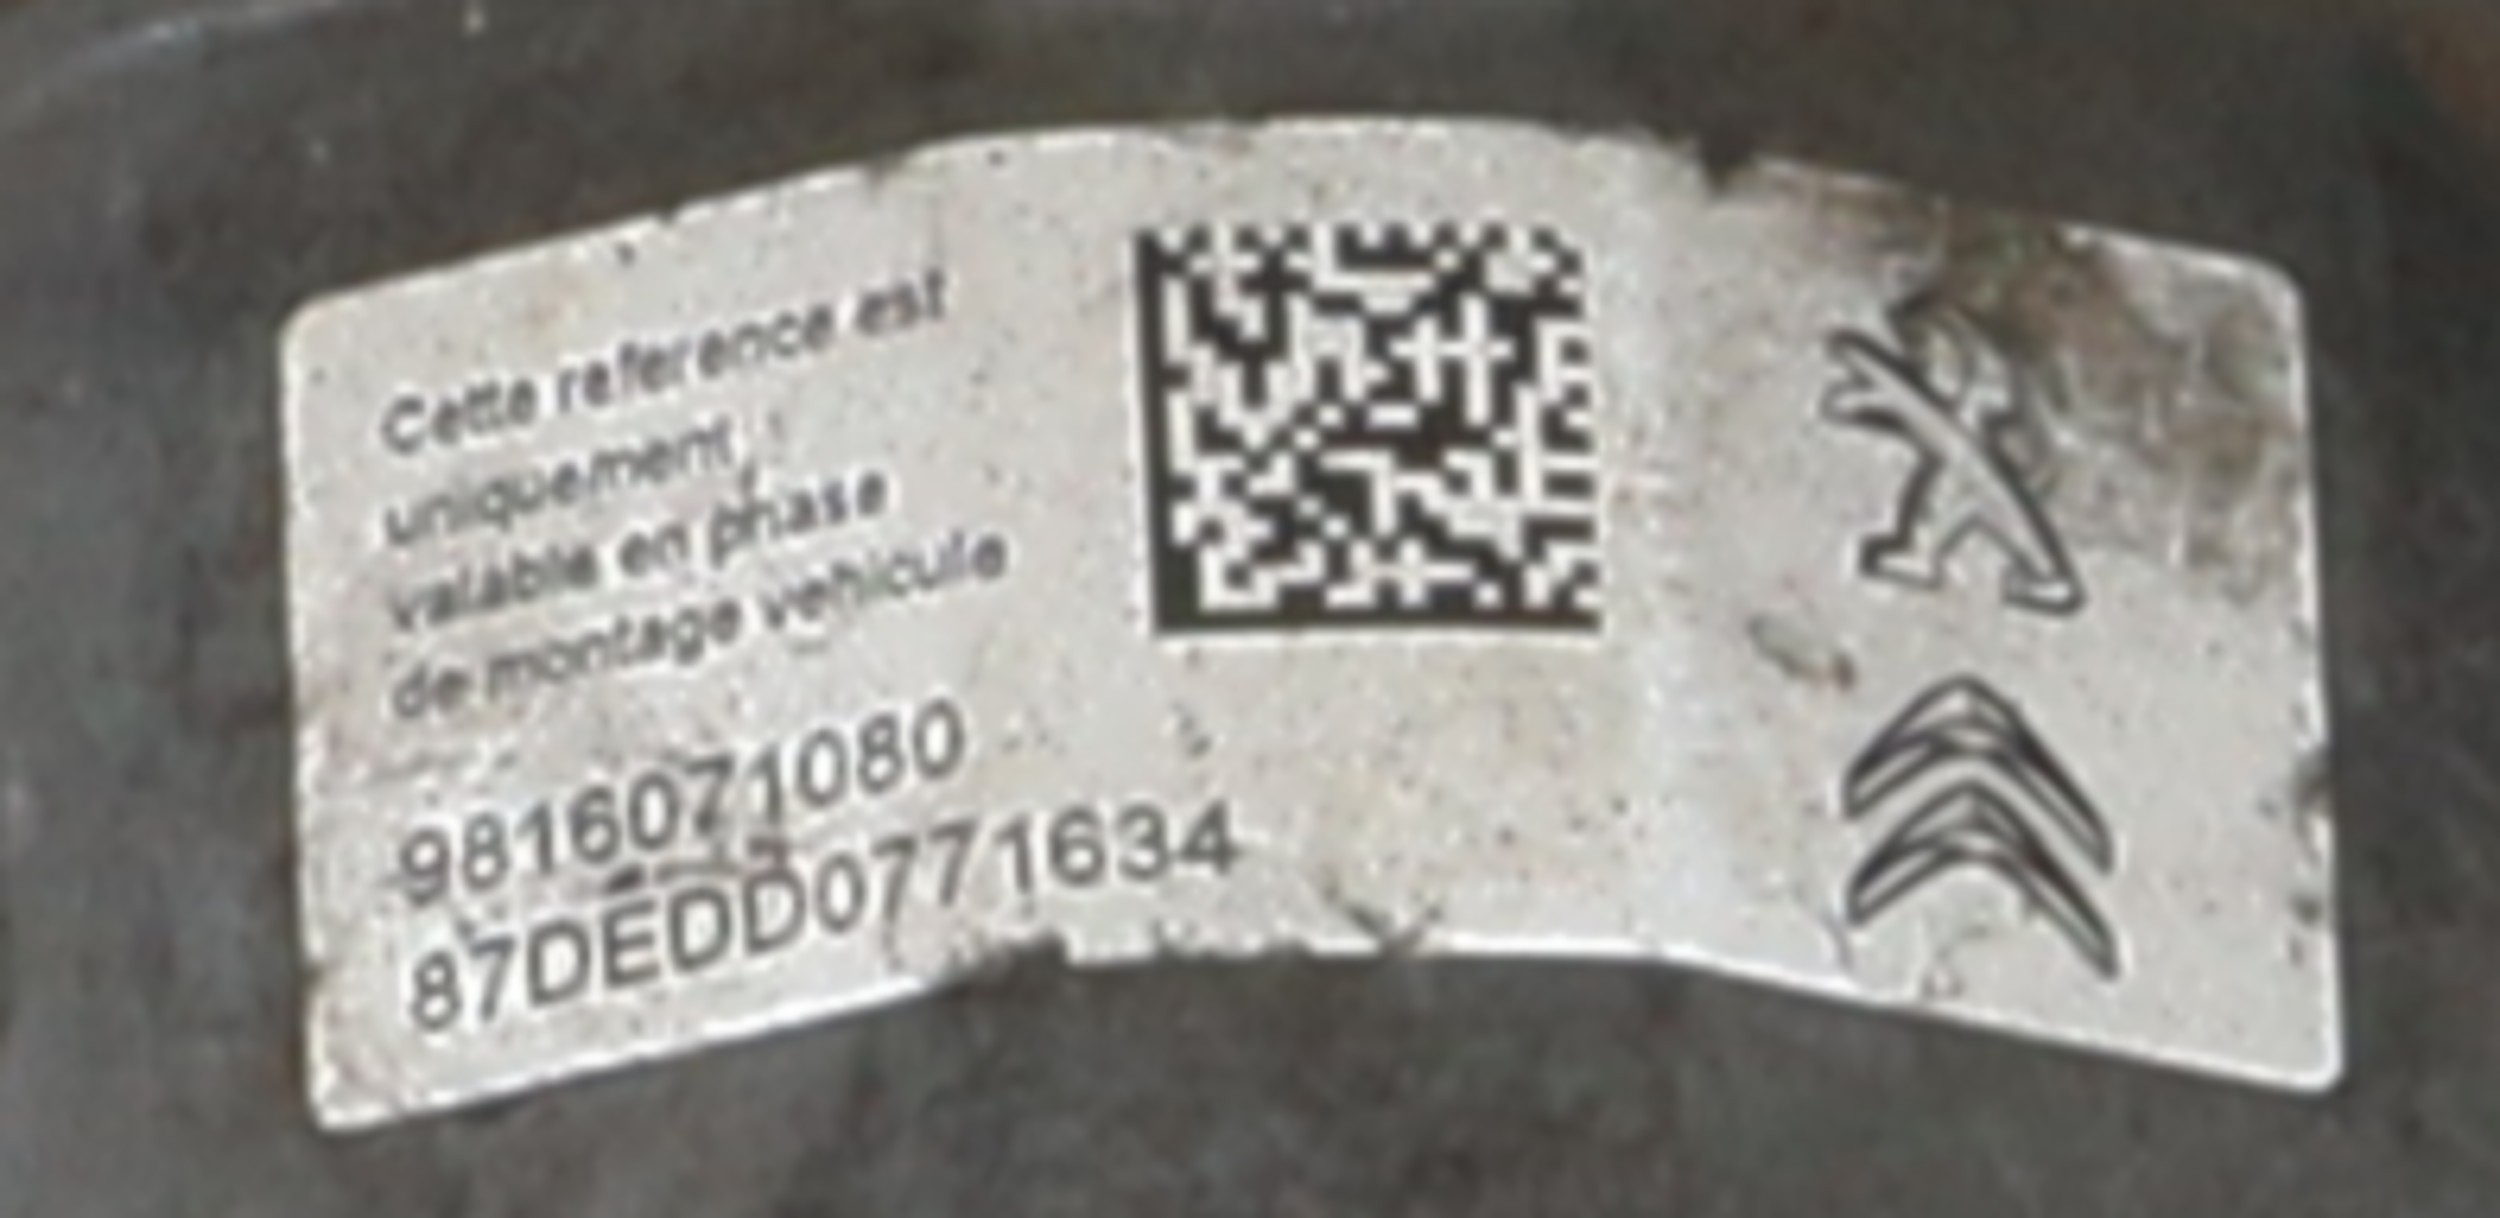 Cette reference est
uniquement
valable en phase
de montage vehicule
9816071080
87DEDD0771634